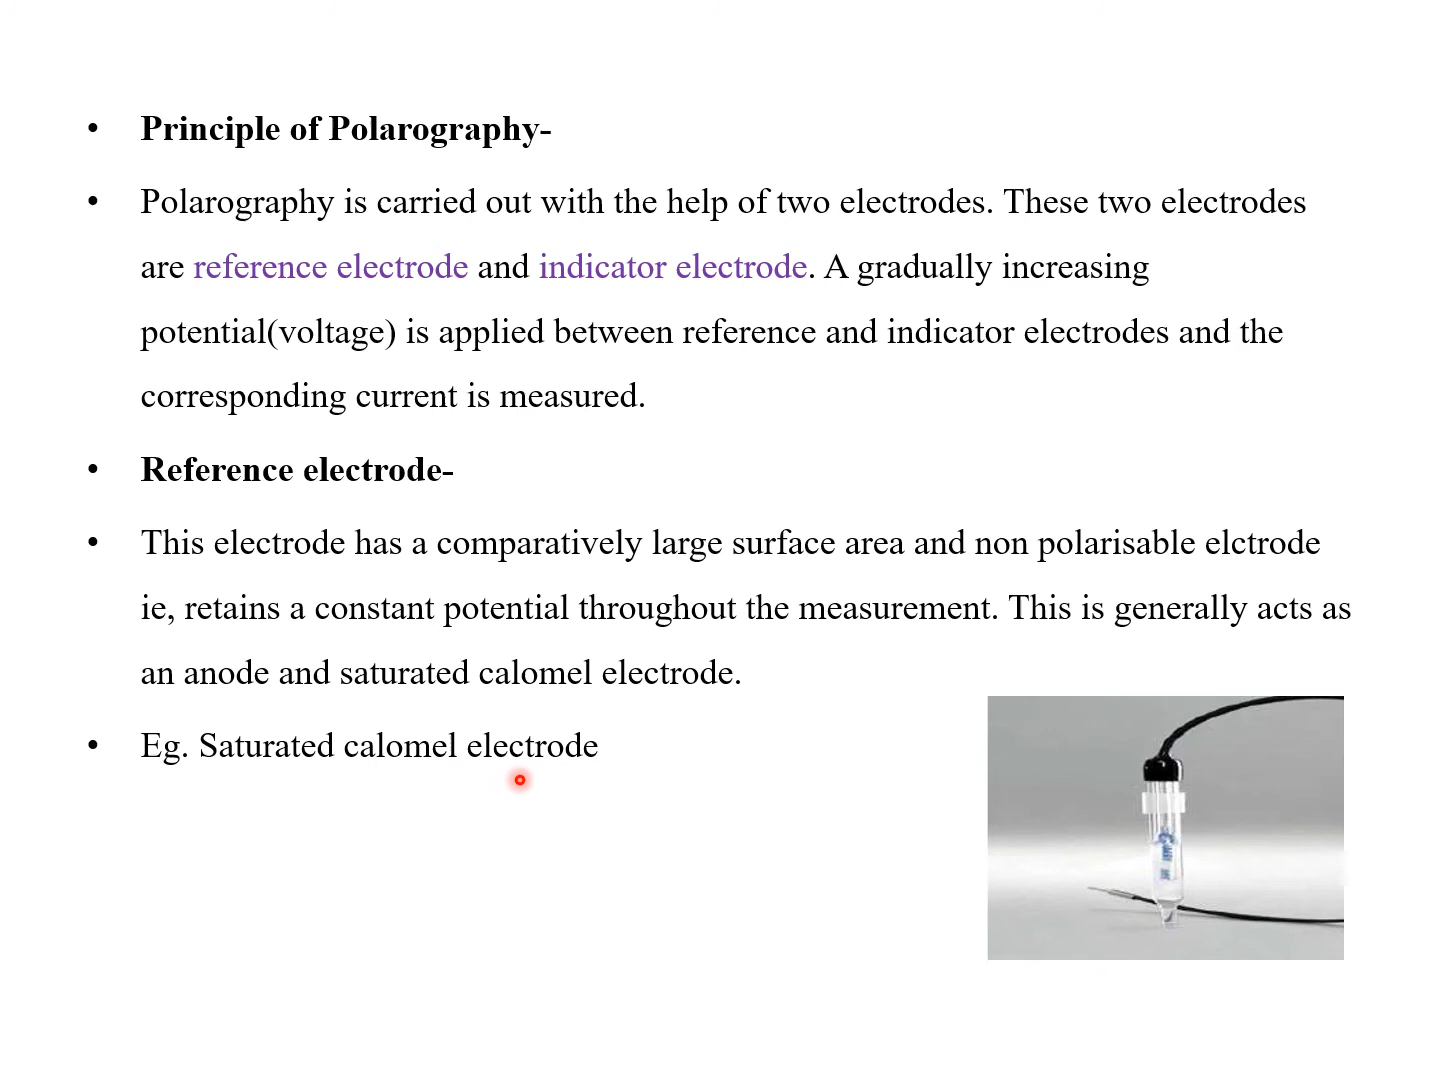 • Principle of Polarography-
• Polarography is carried out with the help of two electrodes. These two electrodes
are reference electrode and indicator electrode. A gradually increasing
potential(voltage) is applied between reference and indicator electrodes and the
corresponding current is measured.
• Reference electrode-
• This electrode has a comparatively large surface area and non polarisable elctrode
ie, retains a constant potential throughout the measurement. This is generally acts as
an anode and saturated calomel electrode.
• Eg. Saturated calomel electrode